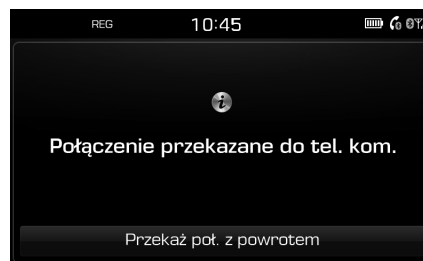 REG 10:45
Połączenie przekazane do tel. kom.
Przekaż poł. z powrotem